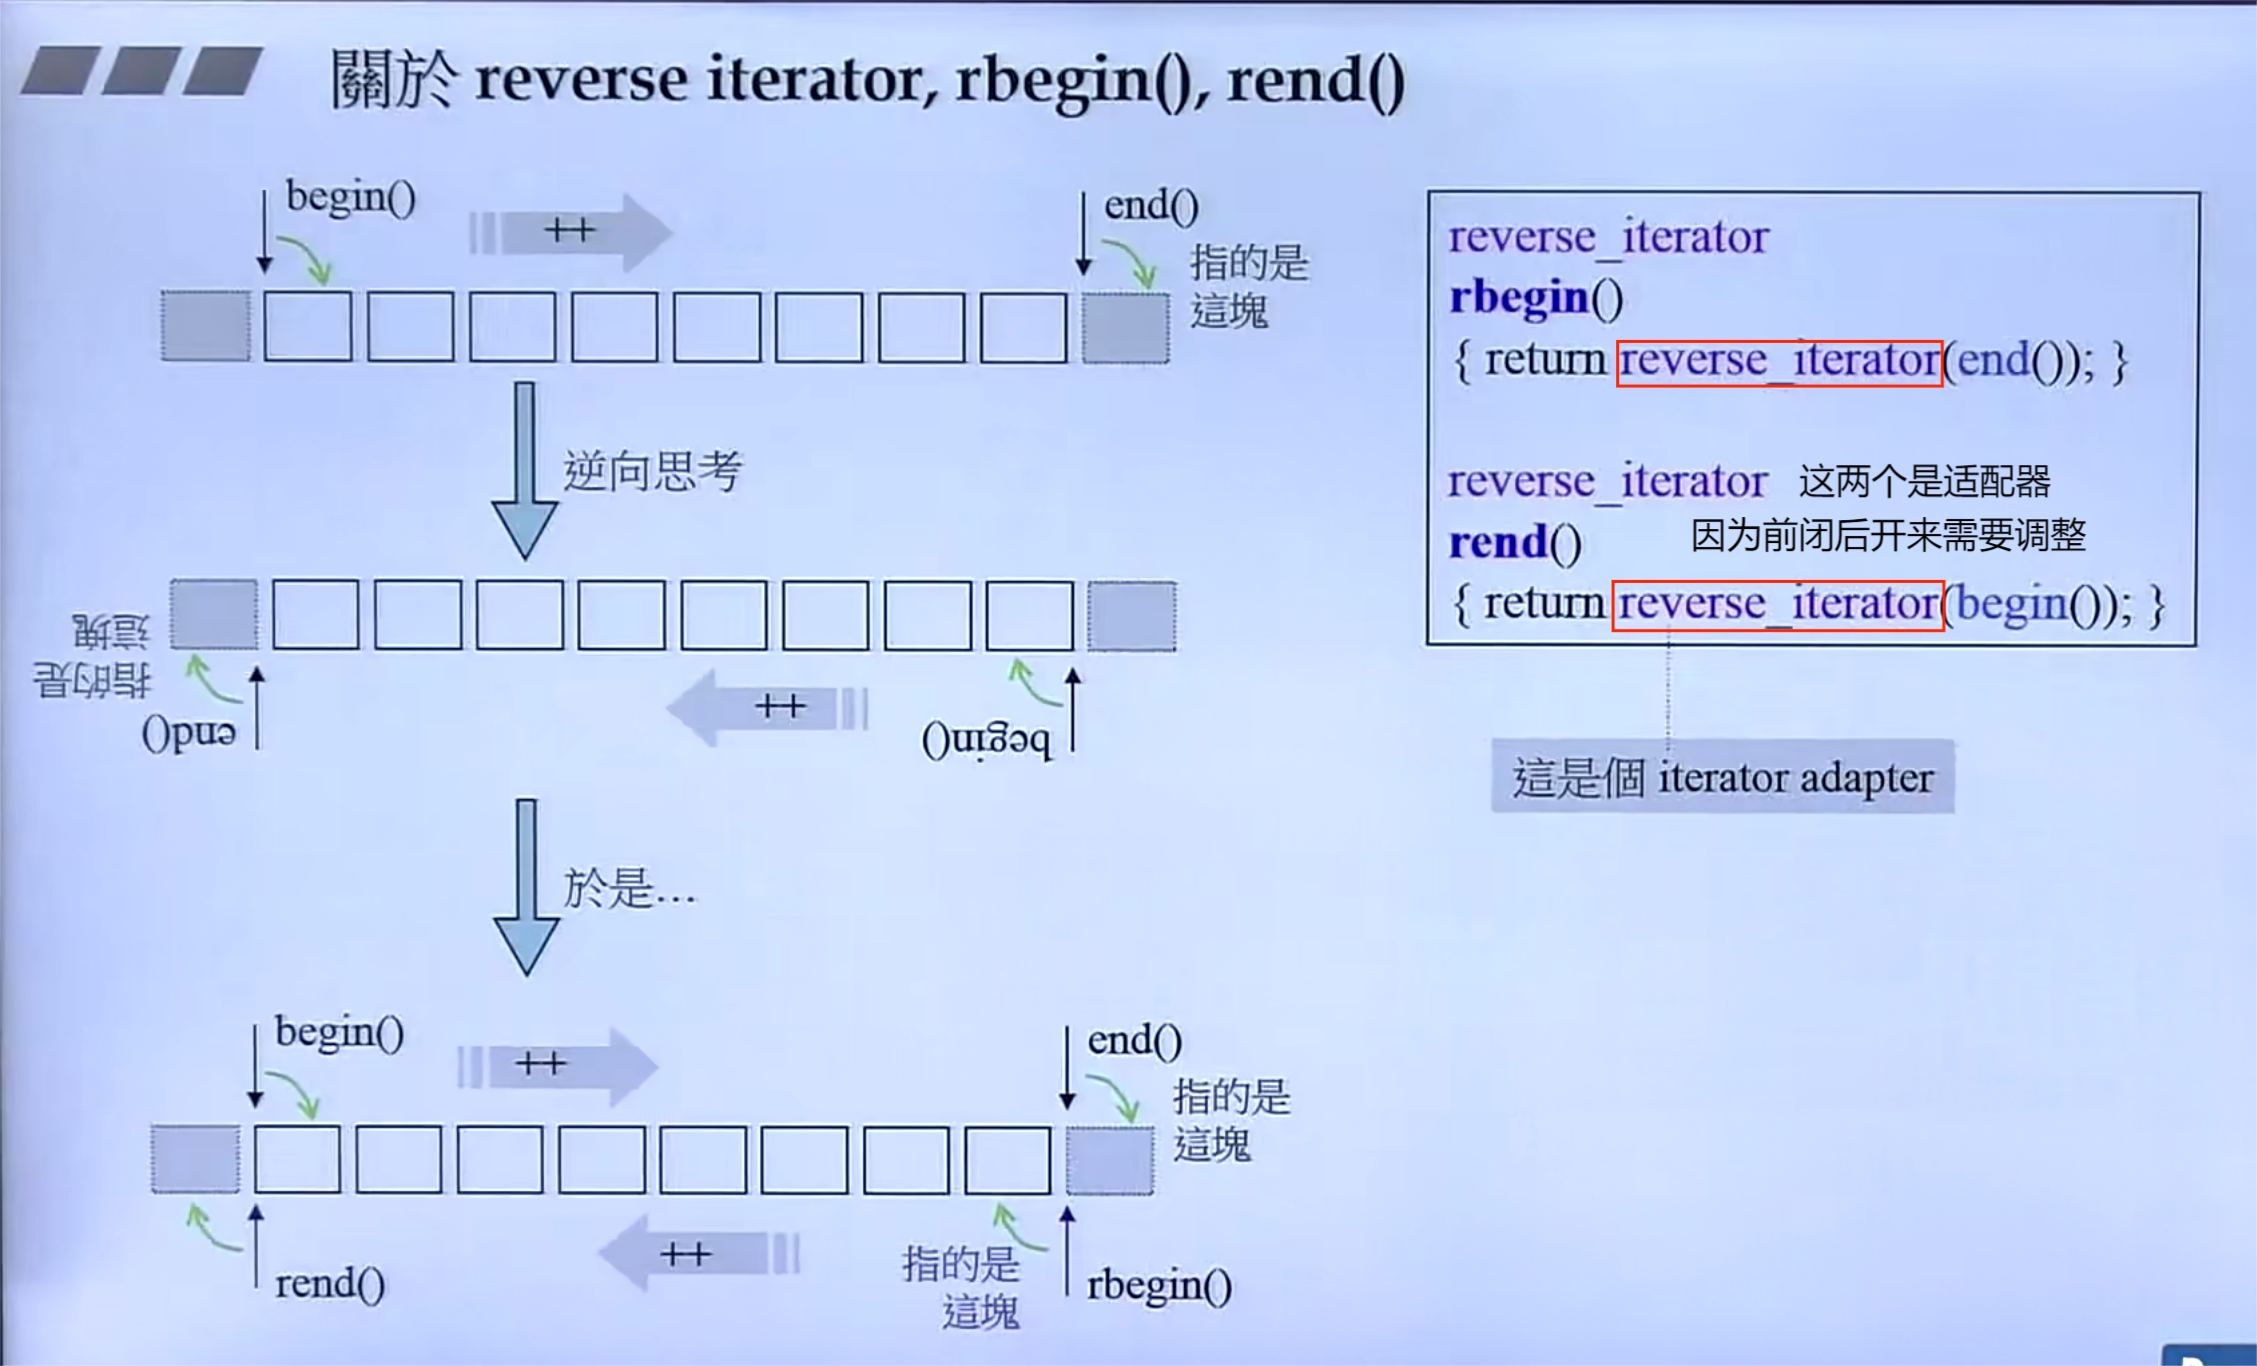 關於 reverse iterator, rbegin(), rend()
begin()
++
end()
指的是
這塊
逆向思考
這塊
指的是
end()
++
begin()
於是…
begin()
++
end()
指的是
這塊
rend()
++
指的是
這塊
rbegin()
reverse_iterator
rbegin()
{ return reverse_iterator(end()); }
reverse_iterator 这两个是适配器
rend() 因为前闭后开来需要调整
{ return reverse_iterator(begin()); }
這是個 iterator adapter